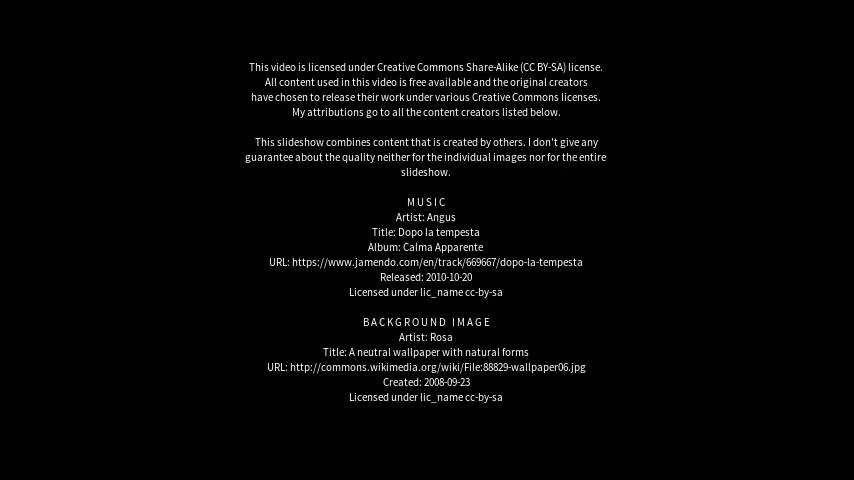 This video is licensed under Creative Commons Share-Alike (CC BY-SA) license.
All content used in this video is free available and the original creators
have chosen to release their work under various Creative Commons licenses.
My attributions go to all the content creators listed below.
This slideshow combines content that is created by others. I don't give any
guarantee about the quality neither for the individual images nor for the entire
slideshow.
MUSIC
Artist: Angus
Title: Dopo la tempesta
Album: Calma Apparente
URL: https://www.jamendo.com/en/track/669667/dopo-la-tempesta
Released: 2010-10-20
Licensed under lic_name cc-by-sa
BACKGROUND IMAGE
Artist: Rosa
Title: A neutral wallpaper with natural forms
URL: http://commons.wikimedia.org/wiki/File:88829-wallpaper06.jpg
Created: 2008-09-23
Licensed under lic_name cc-by-sa